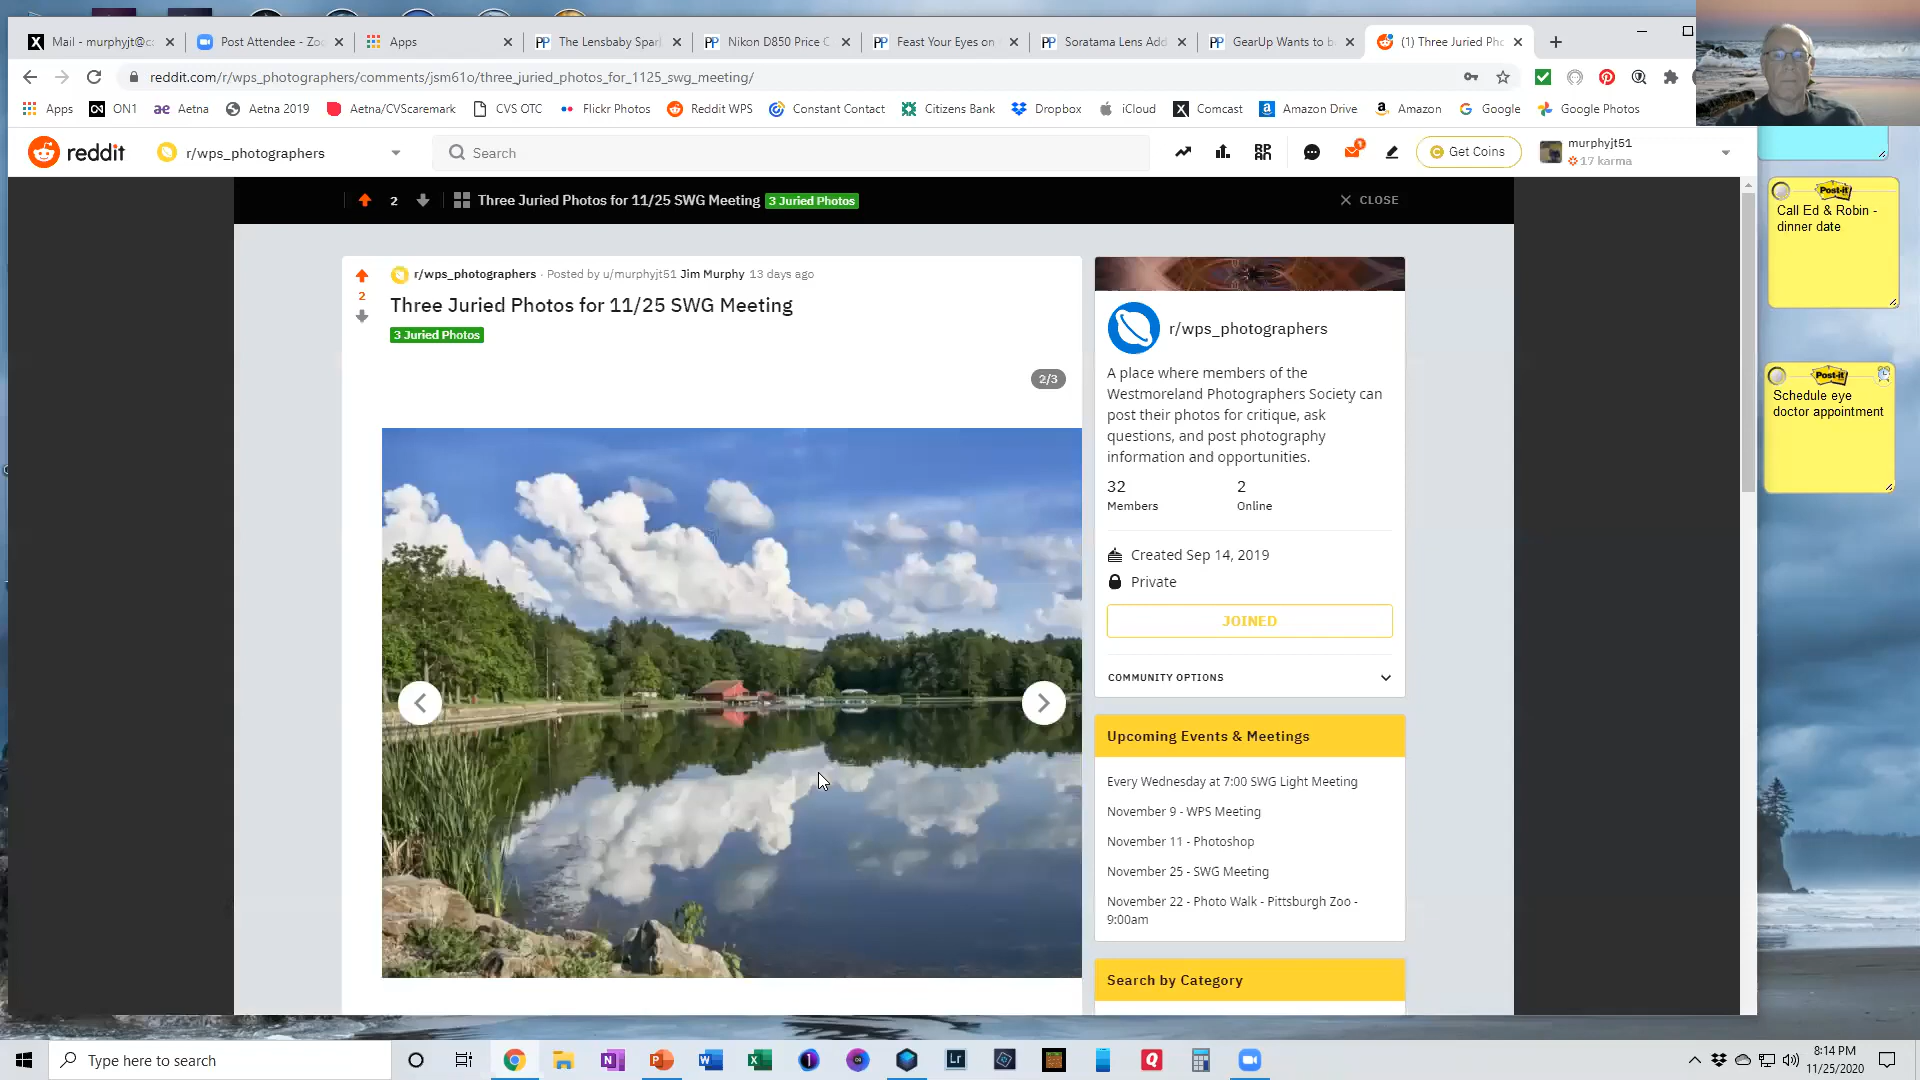 Mail - murphyjt@c
Post Attendee - Zo
Apps
The Lensbaby Spar
Nikon D850 Price
Feast Your Eyes on
Soratama Lens Add
GearUp Wants to b
(1) Three Juried Pho
reddit.com/r/wps_photographers/comments/jsm61o/three_juried_photos_for_1125_swg_meeting/
Apps
ON1
Aetna
Aetna 2019
Aetna/CVScaremark
CVS OTC
Flickr Photos
Reddit WPS
Constant Contact
Citizens Bank
Dropbox
iCloud
Comcast
Amazon Drive
Amazon
Google
Google Photos
reddit
r/wps_photographers
Search
Get Coins
murphyjt51
17 karma
2
Three Juried Photos for 11/25 SWG Meeting
3 Juried Photos
CLOSE
r/wps_photographers · Posted by u/murphyjt51 Jim Murphy 13 days ago
2
Three Juried Photos for 11/25 SWG Meeting
3 Juried Photos
2/3
r/wps_photographers
A place where members of the
Westmoreland Photographers Society can
post their photos for critique, ask
questions, and post photography
information and opportunities.
32
Members
2
Online
Created Sep 14, 2019
Private
JOINED
COMMUNITY OPTIONS
Upcoming Events & Meetings
Every Wednesday at 7:00 SWG Light Meeting
November 9 - WPS Meeting
November 11 - Photoshop
November 25 - SWG Meeting
November 22 - Photo Walk - Pittsburgh Zoo -
9:00am
Search by Category
Post-it
Call Ed & Robin -
dinner date
Post-it
Schedule eye
doctor appointment
Type here to search
Lr
8:14 PM
11/25/2020